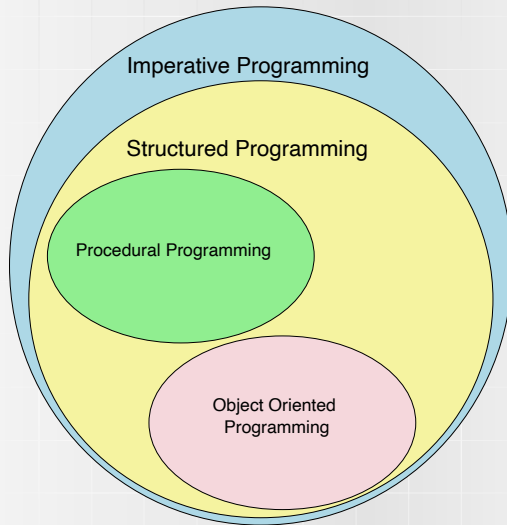 Imperative Programming
Structured Programming
Procedural Programming
Object Oriented
Programming